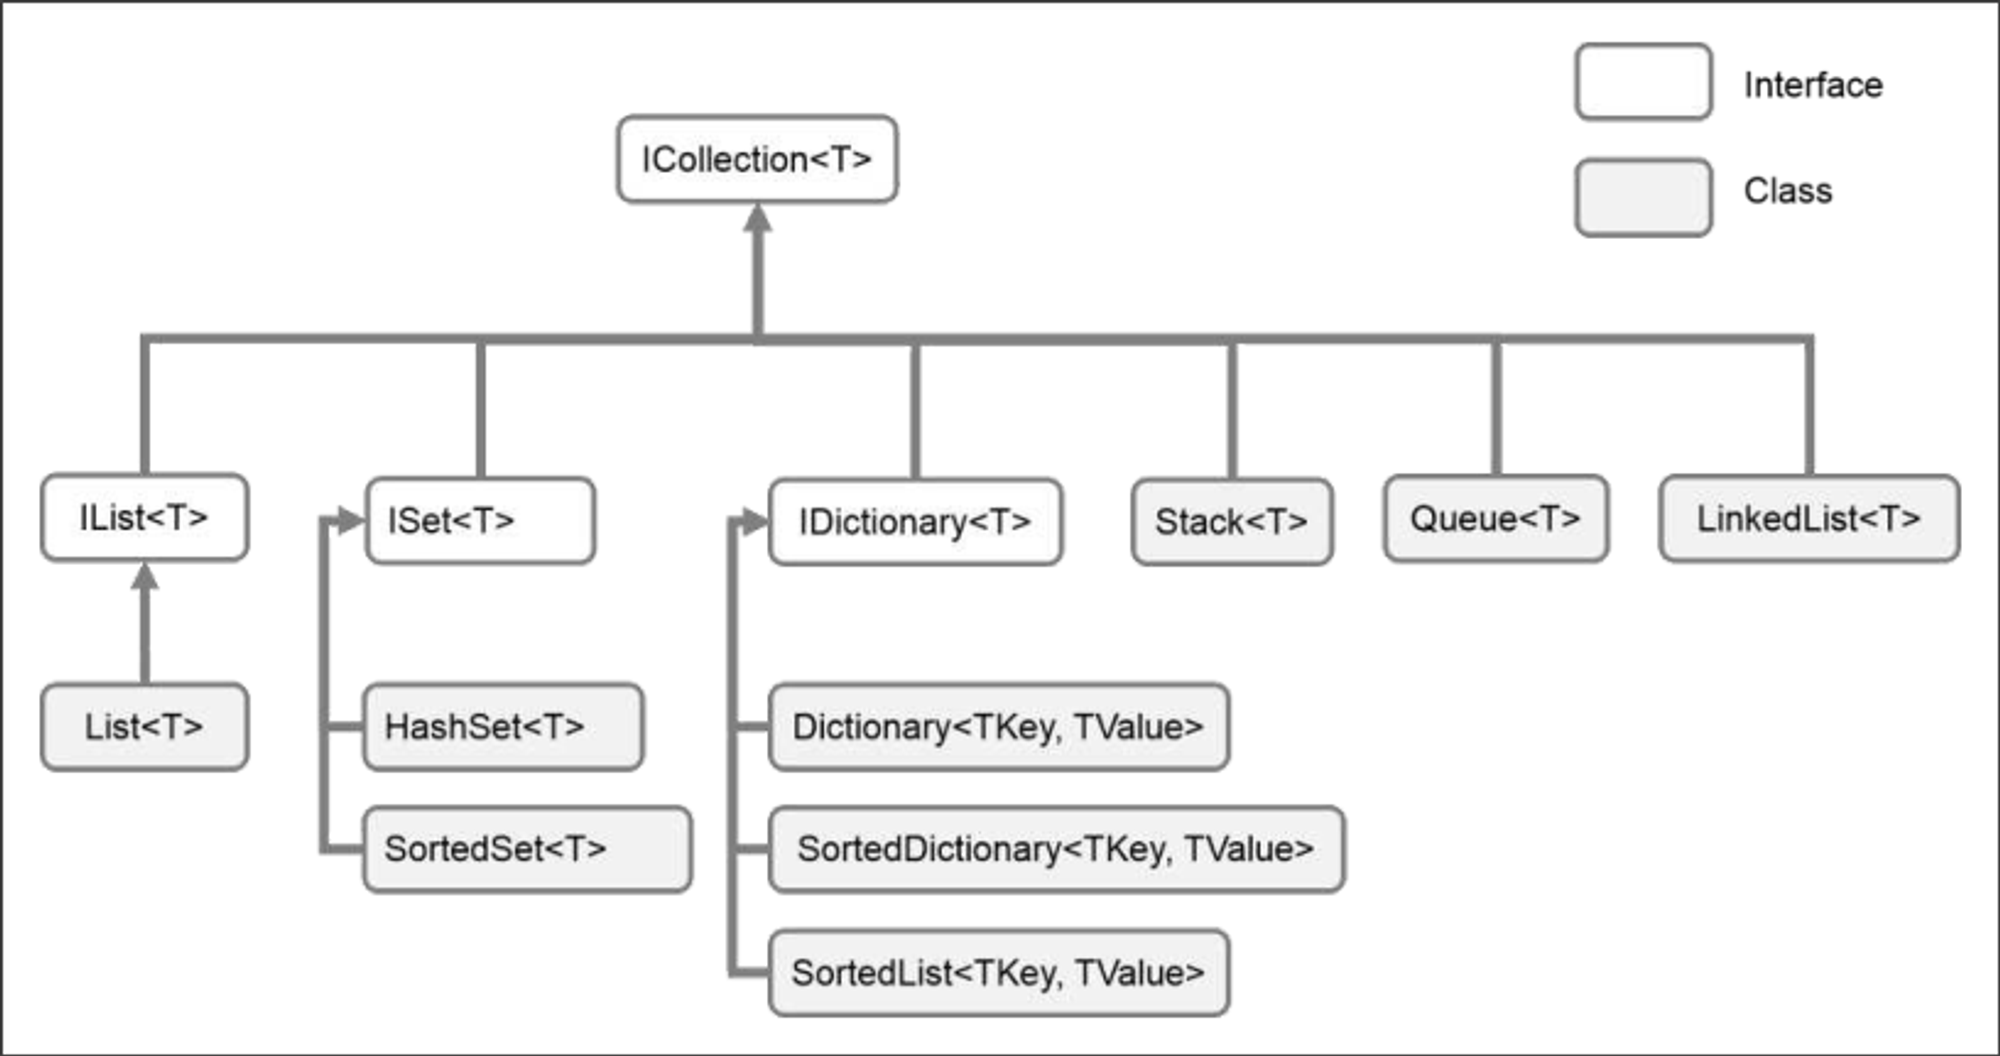 Interface
ICollection<T>
Class
IList<T>
ISet<T>
IDictionary<T>
Stack<T>
Queue<T>
LinkedList<T>
List<T>
HashSet<T>
Dictionary<TKey, TValue>
SortedSet<T>
SortedDictionary<TKey, TValue>
SortedList<TKey, TValue>